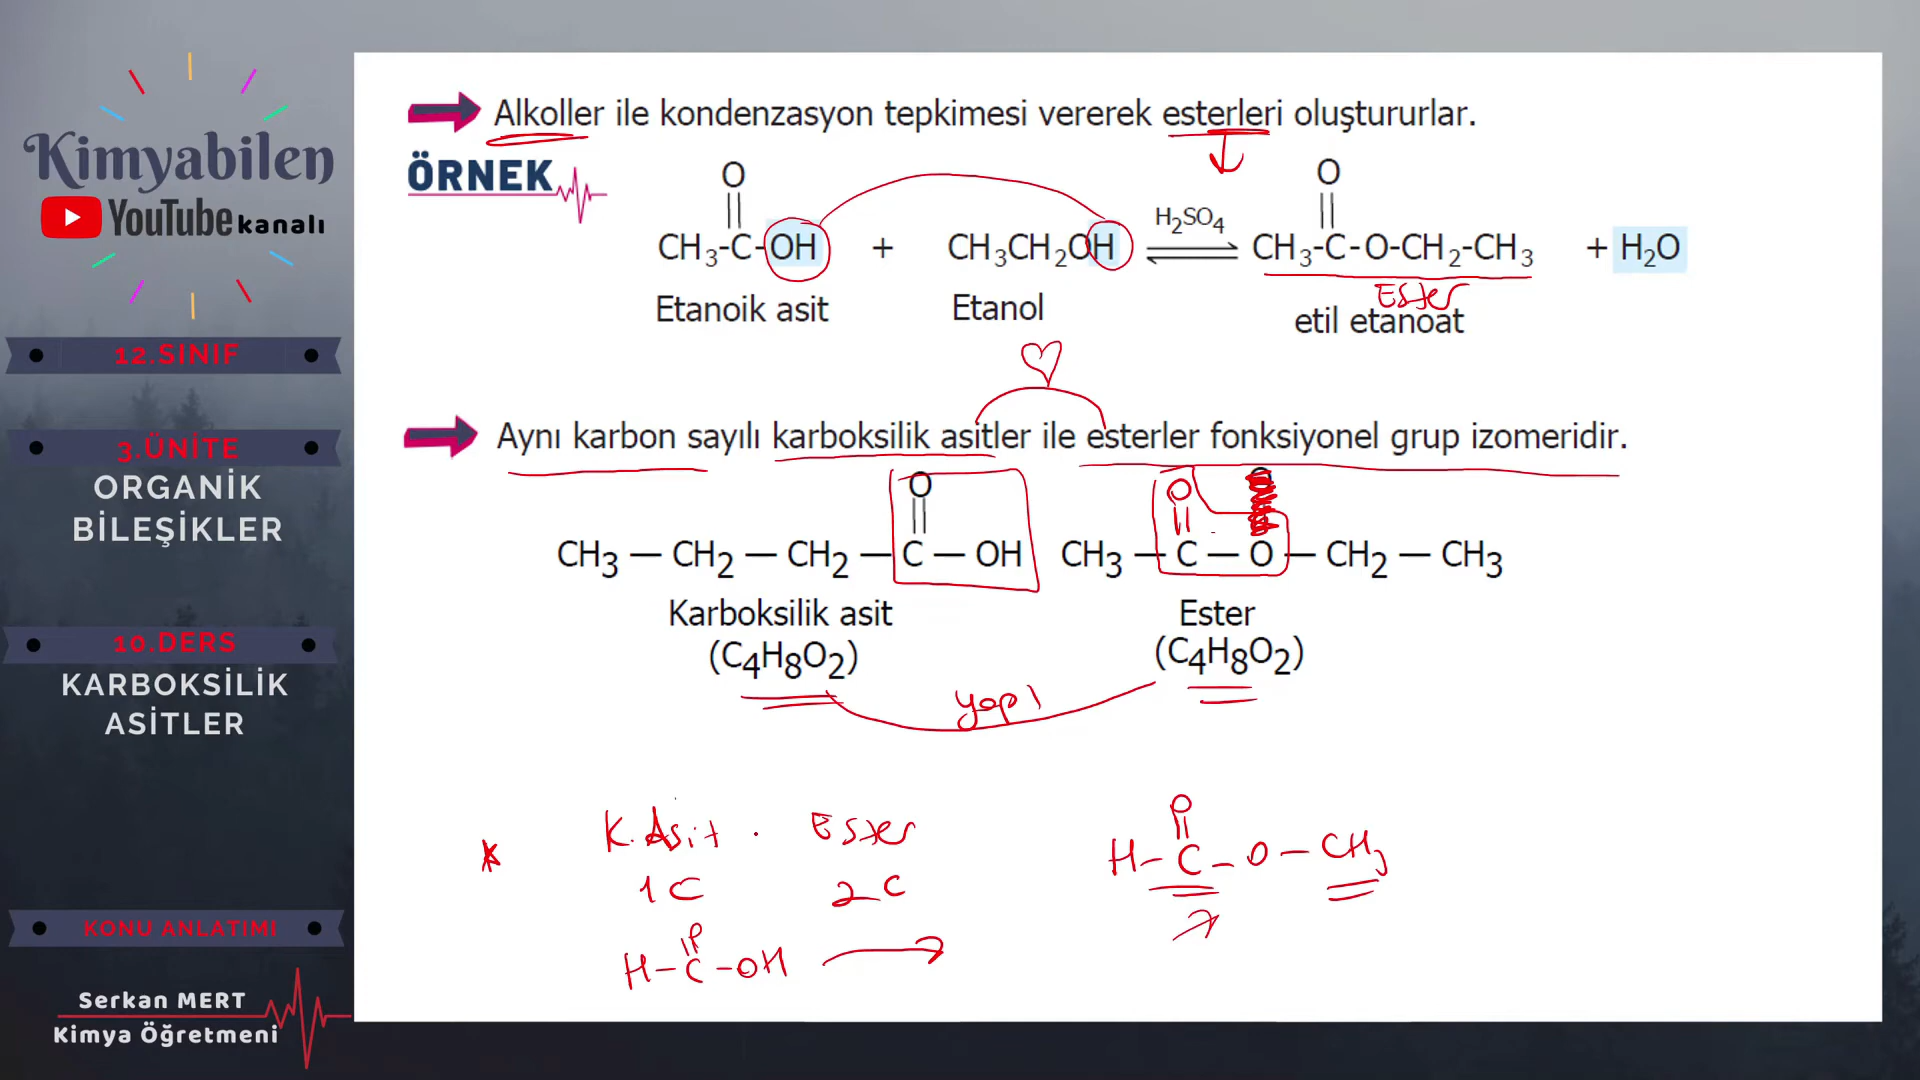 Kimyabilen
YouTube kanalı
12.SINIF
3.ÜNİTE
ORGANİK
BİLEŞİKLER
10.DERS
KARBOKSİLİK
ASİTLER
KONU ANLATIMI
Serkan MERT
Kimya Öğretmeni
Alkoller ile kondenzasyon tepkimesi vererek esterleri oluştururlar.
ÖRNEK
O O
|| ||
CH₃-C-OH + CH₃CH₂OH H₂SO₄ ⇌ CH₃-C-O-CH₂-CH₃ + H₂O
Ester
Etanoik asit Etanol etil etanoat
Aynı karbon sayılı karboksilik asitler ile esterler fonksiyonel grup izomeridir.
O O
|| ||
CH₃ — CH₂ — CH₂ — C — OH CH₃ — C — O — CH₂ — CH₃
Karboksilik asit Ester
(C₄H₈O₂) (C₄H₈O₂)
yapı
K.Asit . Ester
1C 2C
O
||
H-C-OH →
O
||
H-C-O-CH₃